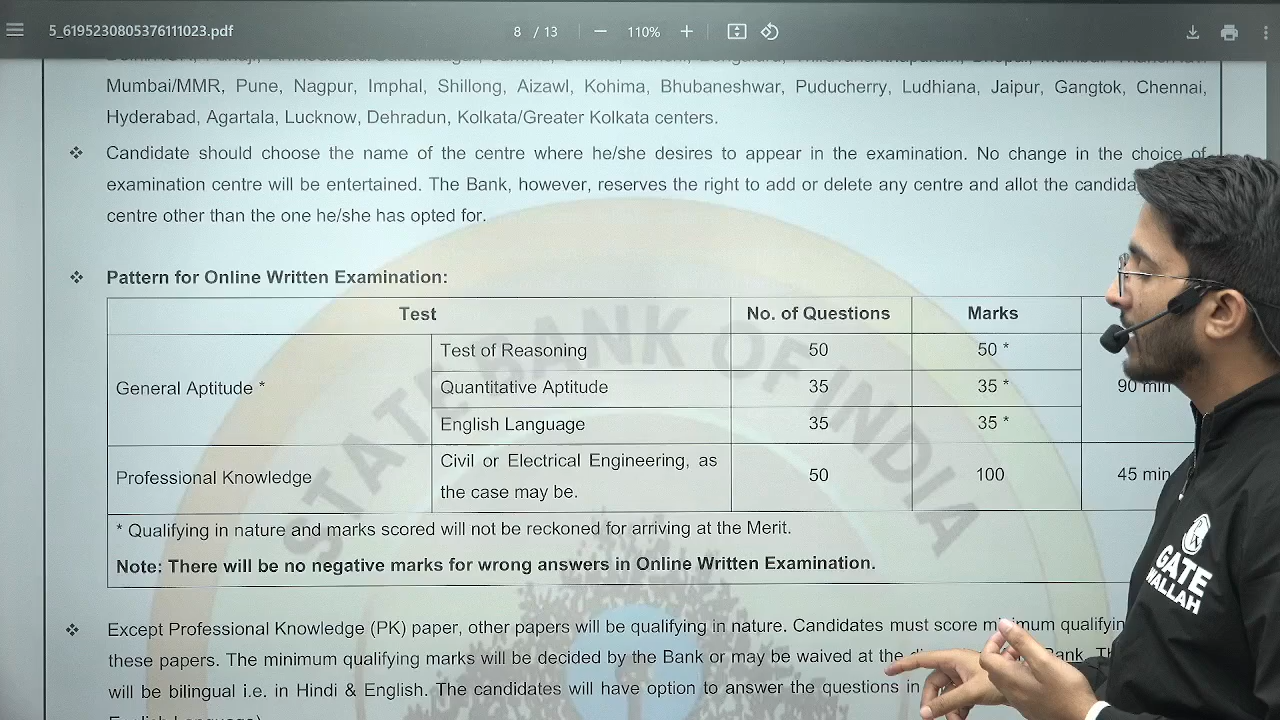 5_6195230805376111023.pdf
8 / 13
110%
Mumbai/MMR, Pune, Nagpur, Imphal, Shillong, Aizawl, Kohima, Bhubaneshwar, Puducherry, Ludhiana, Jaipur, Gangtok, Chennai,
Hyderabad, Agartala, Lucknow, Dehradun, Kolkata/Greater Kolkata centers.
❖ Candidate should choose the name of the centre where he/she desires to appear in the examination. No change in the choice of
examination centre will be entertained. The Bank, however, reserves the right to add or delete any centre and allot the
centre other than the one he/she has opted for.
❖ Pattern for Online Written Examination:
Test No. of Questions Marks
General Aptitude * Test of Reasoning 50 50 * 90 min
Quantitative Aptitude 35 35 *
English Language 35 35 *
Professional Knowledge Civil or Electrical Engineering, as 50 100 45 min
the case may be.
* Qualifying in nature and marks scored will not be reckoned for arriving at the Merit.
Note: There will be no negative marks for wrong answers in Online Written Examination.
❖ Except Professional Knowledge (PK) paper, other papers will be qualifying in nature. Candidates must score
these papers. The minimum qualifying marks will be decided by the Bank or may be waived at the Bank.
will be bilingual i.e. in Hindi & English. The candidates will have option to answer the questions in
STATE BANK OF INDIA
GATE
WALLAH